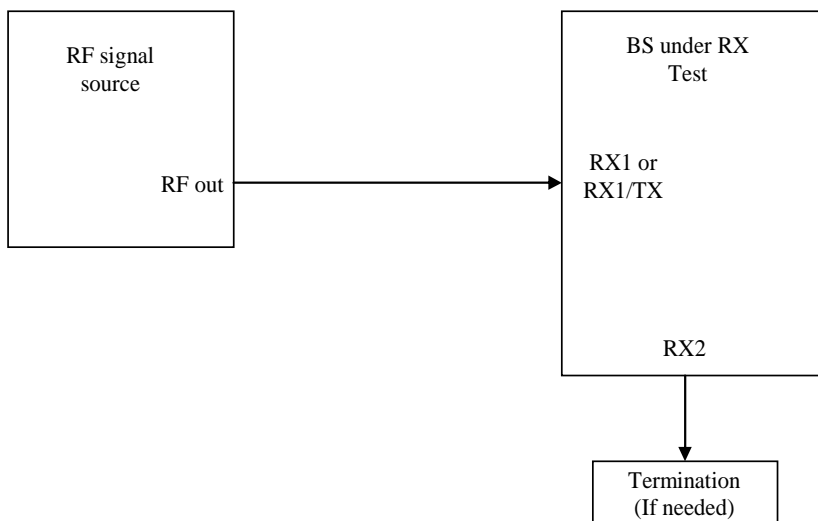 RF signal
source
RF out
BS under RX
Test
RX1 or
RX1/TX
RX2
Termination
(If needed)